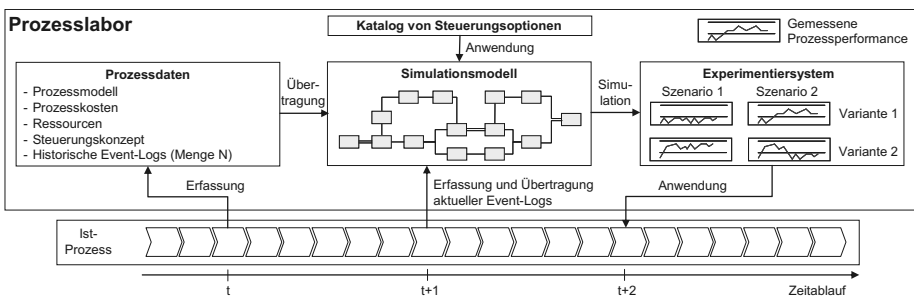 Prozesslabor
Katalog von Steuerungsoptionen
Gemessene
Prozessperformance
Anwendung
Prozessdaten
- Prozessmodell
- Prozesskosten
- Ressourcen
- Steuerungskonzept
- Historische Event-Logs (Menge N)
Über-
tragung
Simulationsmodell
Simu-
lation
Experimentiersystem
Szenario 1
Szenario 2
Variante 1
Variante 2
Erfassung
Erfassung und Übertragung
aktueller Event-Logs
Anwendung
Ist-
Prozess
t
t+1
t+2
Zeitablauf